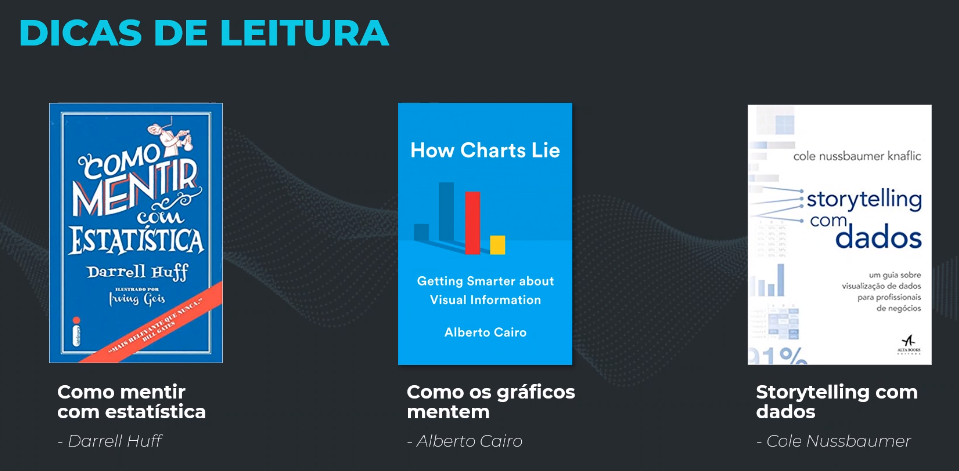 DICAS DE LEITURA
COMO
MENTIR
com
ESTATÍSTICA
Darrell Huff
ILUSTRADO POR
Irving Geis
"MAIS RELEVANTE QUE NUNCA."
BILL GATES
Como mentir
com estatística
- Darrell Huff
How Charts Lie
Getting Smarter about
Visual Information
Alberto Cairo
Como os gráficos
mentem
- Alberto Cairo
cole nussbaumer knaflic
storytelling
com
dados
um guia sobre
visualização de dados
para profissionais
de negócios
ALTA BOOKS
EDITORA
91%
Storytelling com
dados
- Cole Nussbaumer